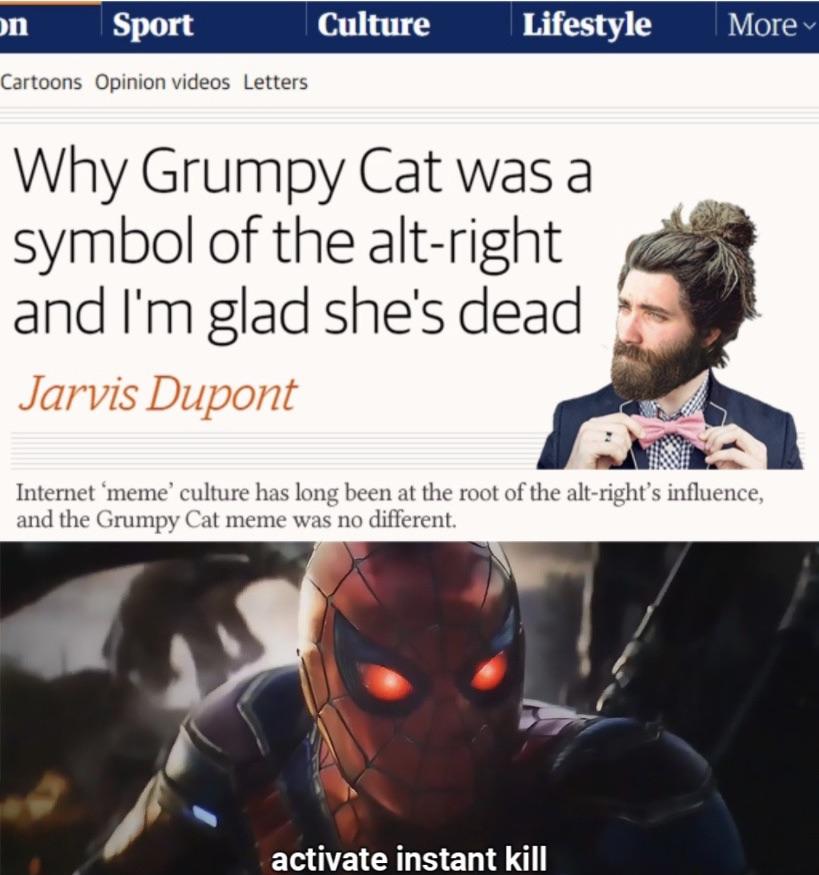 on Sport Culture Lifestyle More
Cartoons Opinion videos Letters
Why Grumpy Cat was a
symbol of the alt-right
and I'm glad she's dead
Jarvis Dupont
Internet ‘meme’ culture has long been at the root of the alt-right’s influence,
and the Grumpy Cat meme was no different.
activate instant kill